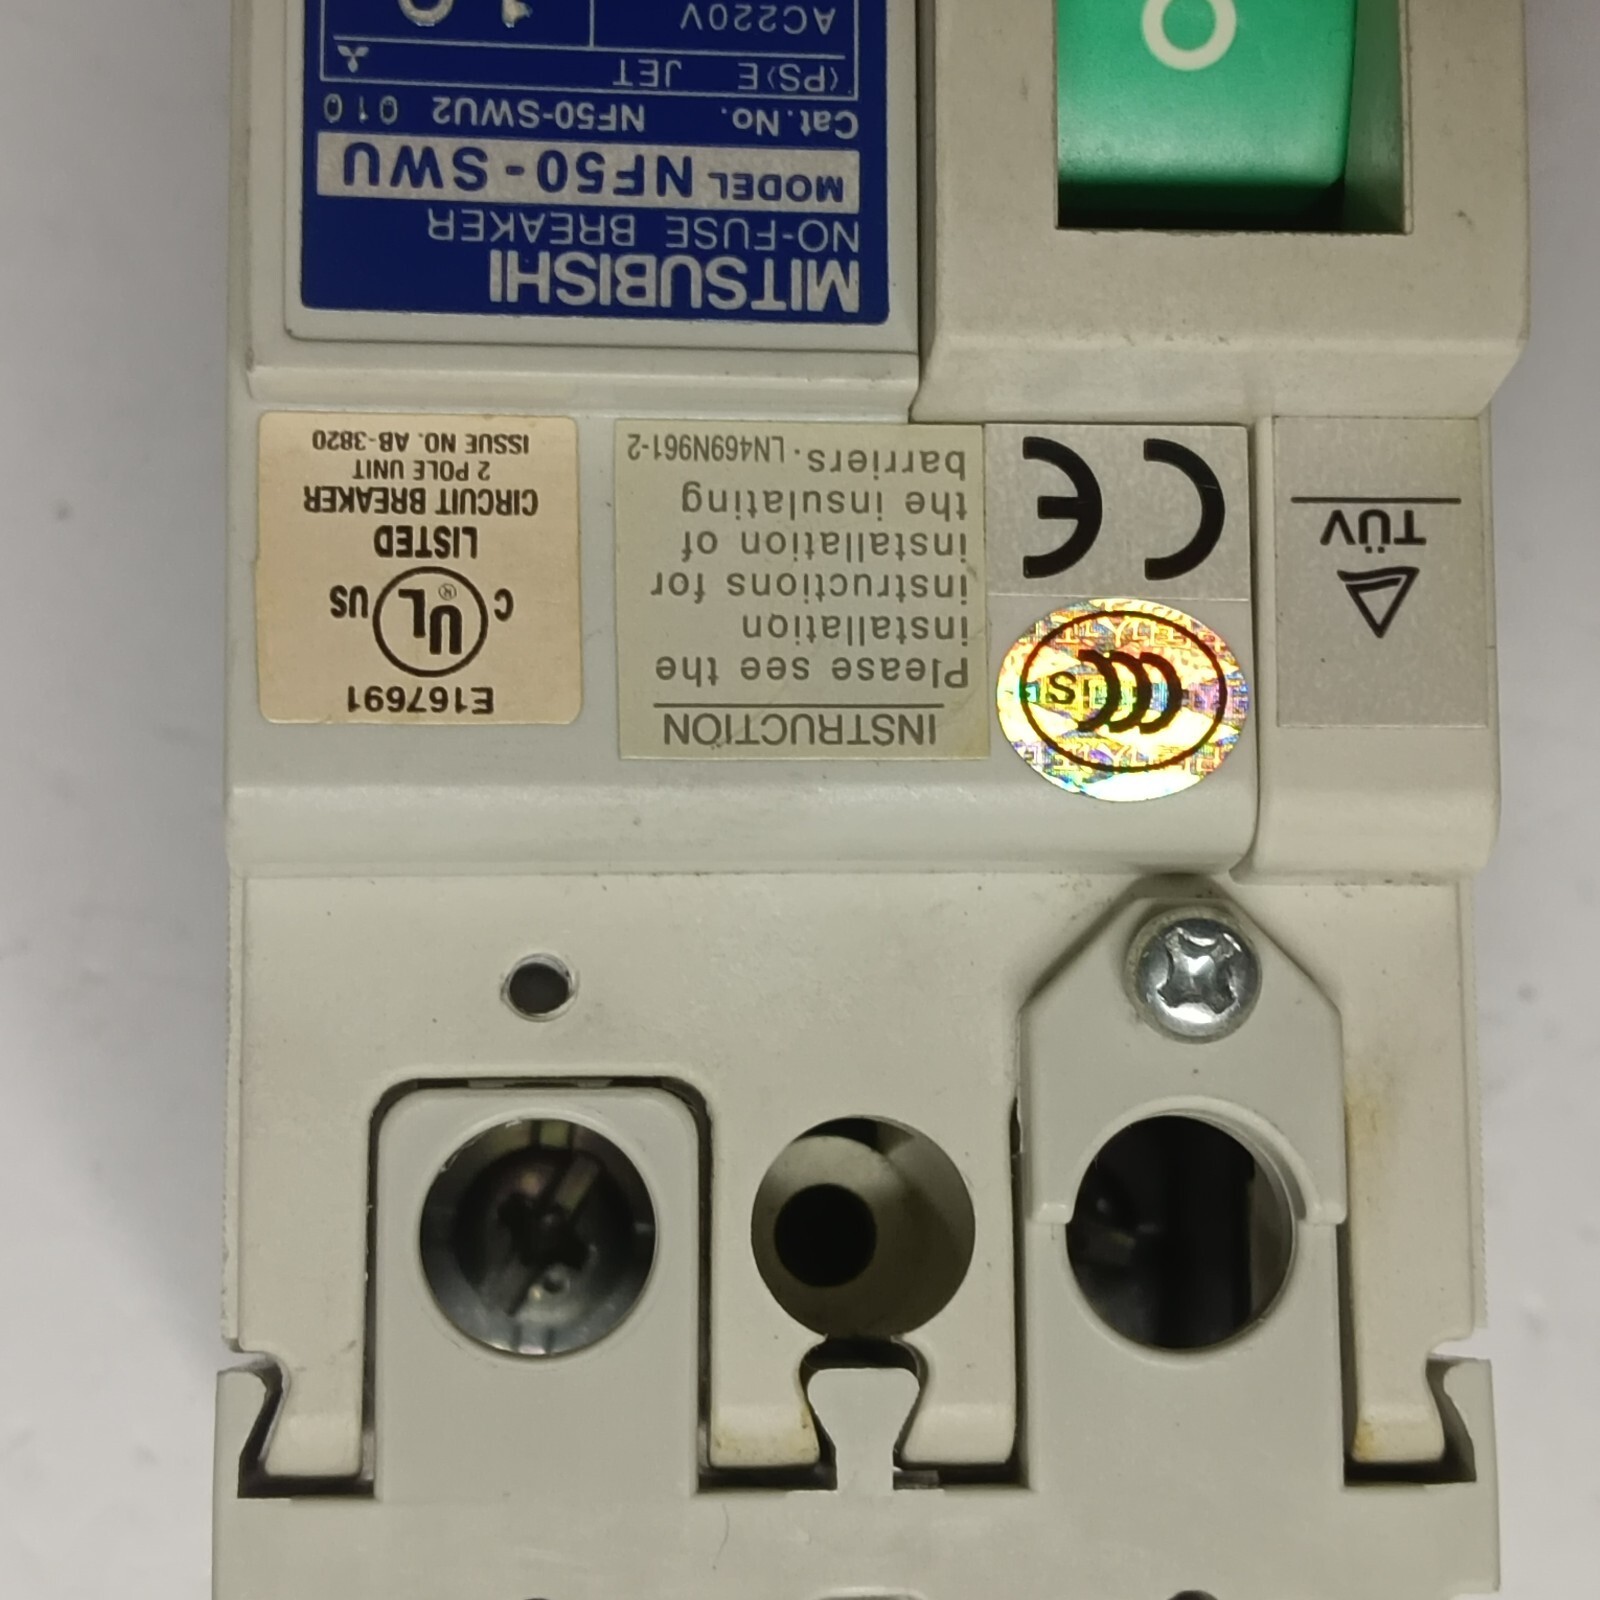 MITSUBISHI
NO-FUSE BREAKER
MODEL NF50-SWU
Cat.No. NF50-SWU2 010
<PS>E JET
AC220V
O
TÜV
CE
INSTRUCTION
Please see the
installation
instructions for
installation of
the insulating
barriers. LN469N961-2
E167691
C UL® US
LISTED
CIRCUIT BREAKER
2 POLE UNIT
ISSUE NO. AB-3820
CCC S